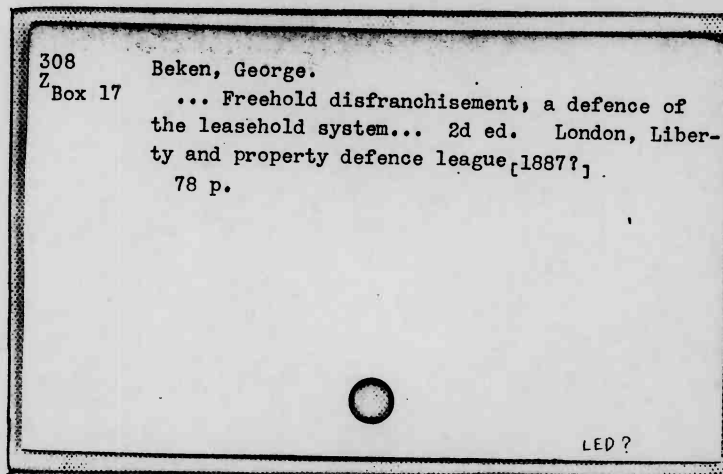 308
Z
Box 17
Beken, George.
... Freehold disfranchisement, a defence of
the leasehold system... 2d ed. London, Liber-
ty and property defence league [1887?]
78 p.
LED ?